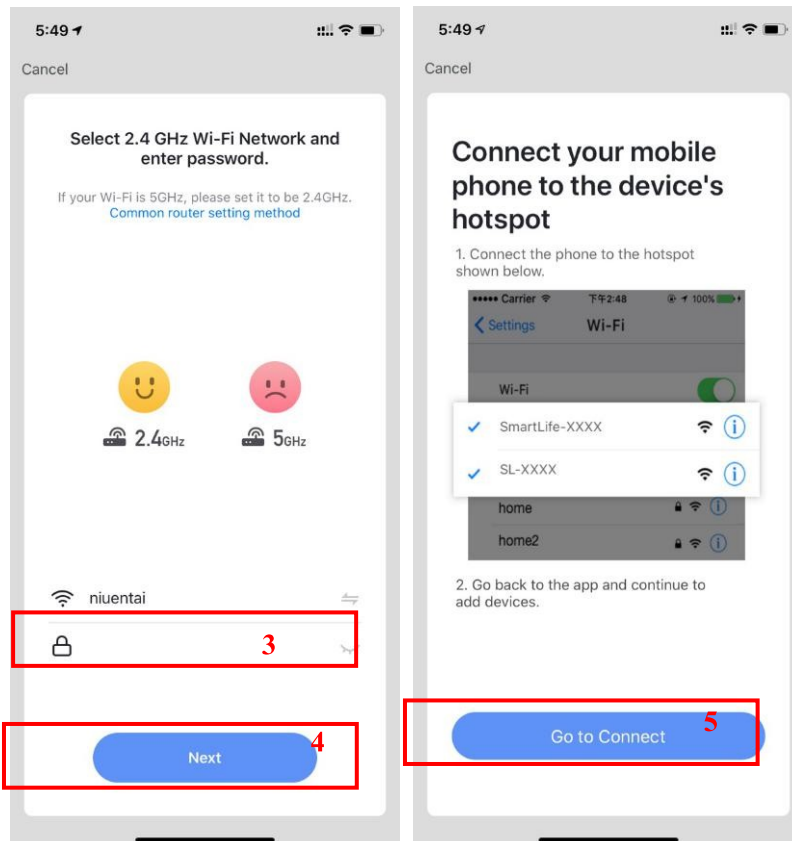 5:49
Cancel
Select 2.4 GHz Wi-Fi Network and
enter password.
If your Wi-Fi is 5GHz, please set it to be 2.4GHz.
Common router setting method
2.4GHz
5GHz
niuentai
3
4
Next
5:49
Cancel
Connect your mobile
phone to the device's
hotspot
1. Connect the phone to the hotspot
shown below.
Carrier 下午2:48 100%
Settings Wi-Fi
Wi-Fi
SmartLife-XXXX
SL-XXXX
home
home2
2. Go back to the app and continue to
add devices.
5
Go to Connect